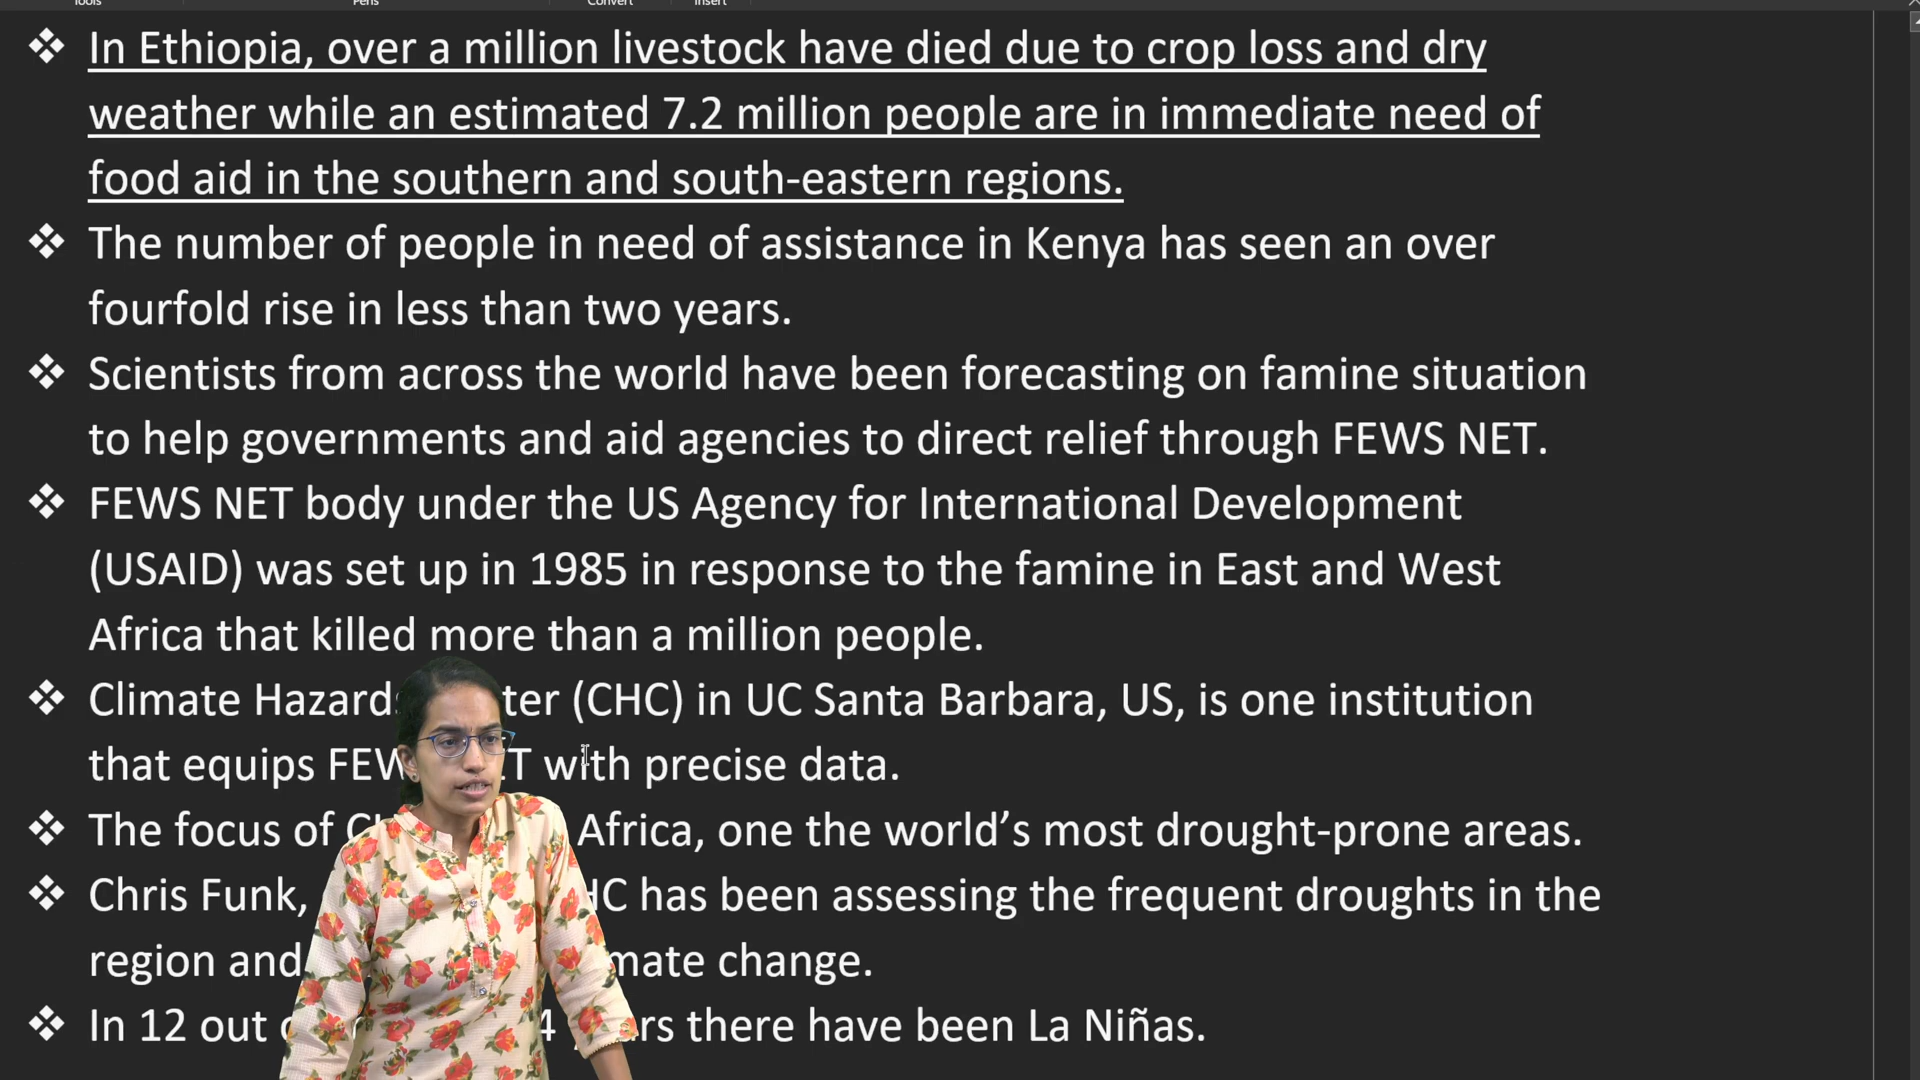 Tools Pens Convert Insert
❖ In Ethiopia, over a million livestock have died due to crop loss and dry
weather while an estimated 7.2 million people are in immediate need of
food aid in the southern and south-eastern regions.
❖ The number of people in need of assistance in Kenya has seen an over
fourfold rise in less than two years.
❖ Scientists from across the world have been forecasting on famine situation
to help governments and aid agencies to direct relief through FEWS NET.
❖ FEWS NET body under the US Agency for International Development
(USAID) was set up in 1985 in response to the famine in East and West
Africa that killed more than a million people.
❖ Climate Hazards (CHC) in UC Santa Barbara, US, is one institution
that equips with precise data.
❖ The focus of Africa, one the world’s most drought-prone areas.
❖ Chris Funk, has been assessing the frequent droughts in the
region and change.
❖ In 12 out there have been La Niñas.